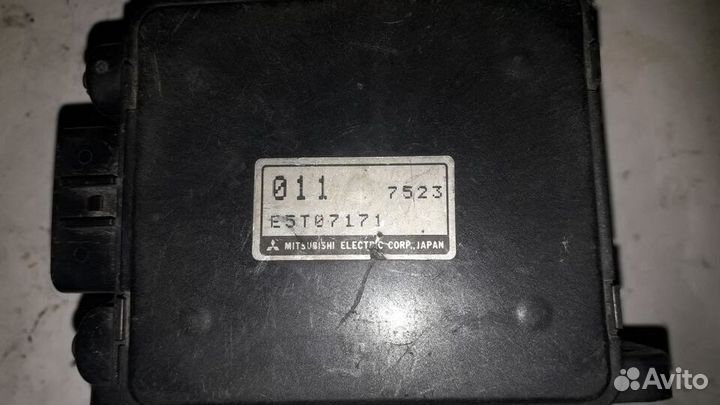 011 7523
E5T07171
MITSUBISHI ELECTRIC CORP., JAPAN
Avito